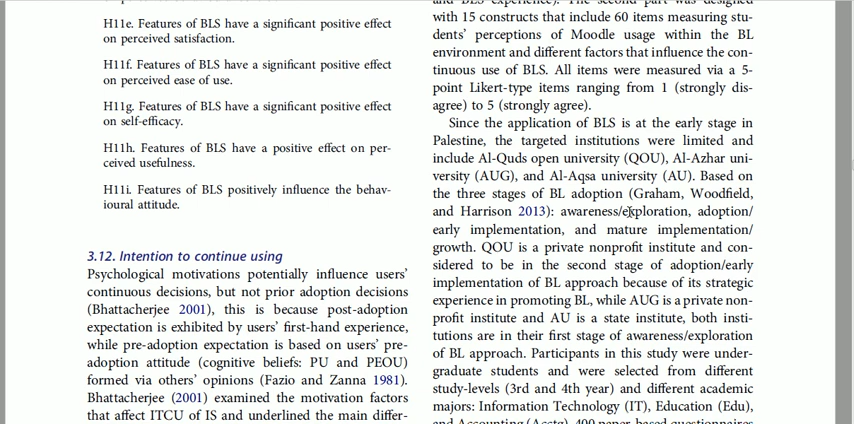 H11e. Features of BLS have a significant positive effect
on perceived satisfaction.
H11f. Features of BLS have a significant positive effect
on perceived ease of use.
H11g. Features of BLS have a significant positive effect
on self-efficacy.
H11h. Features of BLS have a positive effect on per-
ceived usefulness.
H11i. Features of BLS positively influence the behav-
ioural attitude.
3.12. Intention to continue using
Psychological motivations potentially influence users'
continuous decisions, but not prior adoption decisions
(Bhattacherjee 2001), this is because post-adoption
expectation is exhibited by users' first-hand experience,
while pre-adoption expectation is based on users' pre-
adoption attitude (cognitive beliefs: PU and PEOU)
formed via others' opinions (Fazio and Zanna 1981).
Bhattacherjee (2001) examined the motivation factors
that affect ITCU of IS and underlined the main differ-
and BLS experience). The second part was designed
with 15 constructs that include 60 items measuring stu-
dents' perceptions of Moodle usage within the BL
environment and different factors that influence the con-
tinuous use of BLS. All items were measured via a 5-
point Likert-type items ranging from 1 (strongly dis-
agree) to 5 (strongly agree).
Since the application of BLS is at the early stage in
Palestine, the targeted institutions were limited and
include Al-Quds open university (QOU), Al-Azhar uni-
versity (AUG), and Al-Aqsa university (AU). Based on
the three stages of BL adoption (Graham, Woodfield,
and Harrison 2013): awareness/exploration, adoption/
early implementation, and mature implementation/
growth. QOU is a private nonprofit institute and con-
sidered to be in the second stage of adoption/early
implementation of BL approach because of its strategic
experience in promoting BL, while AUG is a private non-
profit institute and AU is a state institute, both insti-
tutions are in their first stage of awareness/exploration
of BL approach. Participants in this study were under-
graduate students and were selected from different
study-levels (3rd and 4th year) and different academic
majors: Information Technology (IT), Education (Edu),
and Accounting (Acctg). 400 paper-based questionnaires